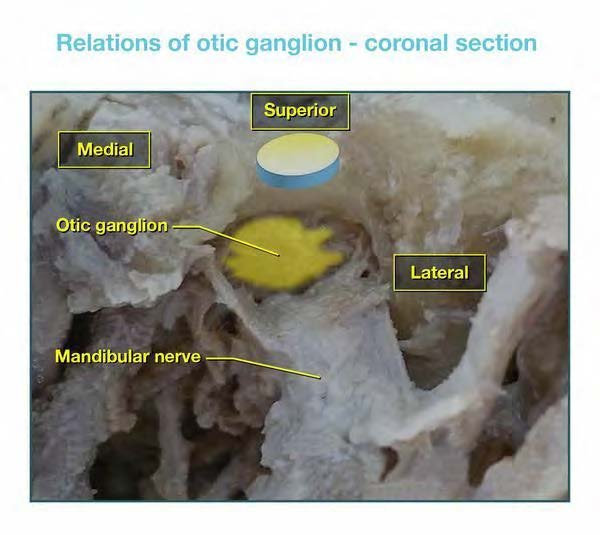 Relations of otic ganglion - coronal section
Superior
Medial
Otic ganglion
Lateral
Mandibular nerve